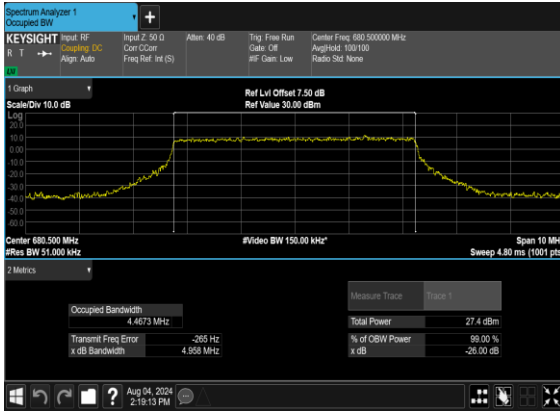 Spectrum Analyzer 1
Occupied BW
KEYSIGHT
R T
Input: RF
Coupling: DC
Align: Auto
Input Z: 50 Ω
Corr CCorr
Freq Ref: Int (S)
Atten: 40 dB
Trig: Free Run
Gate: Off
#IF Gain: Low
Center Freq: 680.500000 MHz
Avg|Hold: 100/100
Radio Std: None
1 Graph
Scale/Div 10.0 dB
Ref Lvl Offset 7.50 dB
Ref Value 30.00 dBm
Log
20.0
10.0
0.00
-10.0
-20.0
-30.0
-40.0
-50.0
-60.0
Center 680.500 MHz
#Res BW 51.000 kHz
#Video BW 150.00 kHz*
Span 10 MH
Sweep 4.80 ms (1001 pts
2 Metrics
Measure Trace
Trace 1
Occupied Bandwidth
4.4673 MHz
Total Power
27.4 dBm
Transmit Freq Error
-265 Hz
% of OBW Power
99.00 %
x dB Bandwidth
4.958 MHz
x dB
-26.00 dB
Aug 04, 2024
2:19:13 PM